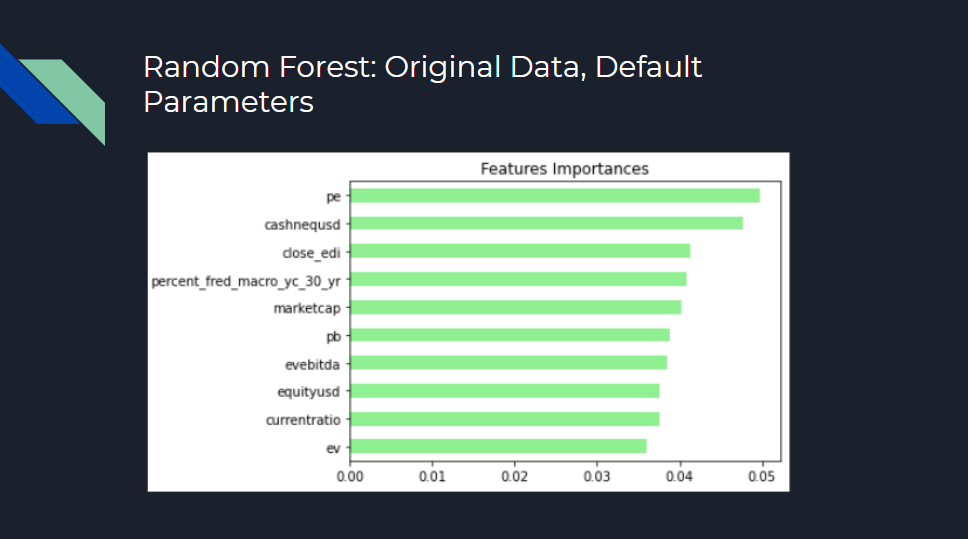 Random Forest: Original Data, Default
Parameters
Features Importances
pe
cashnequsd
close_edi
percent_fred_macro_yc_30_yr
marketcap
pb
evebitda
equityusd
currentratio
ev
0.00 0.01 0.02 0.03 0.04 0.05